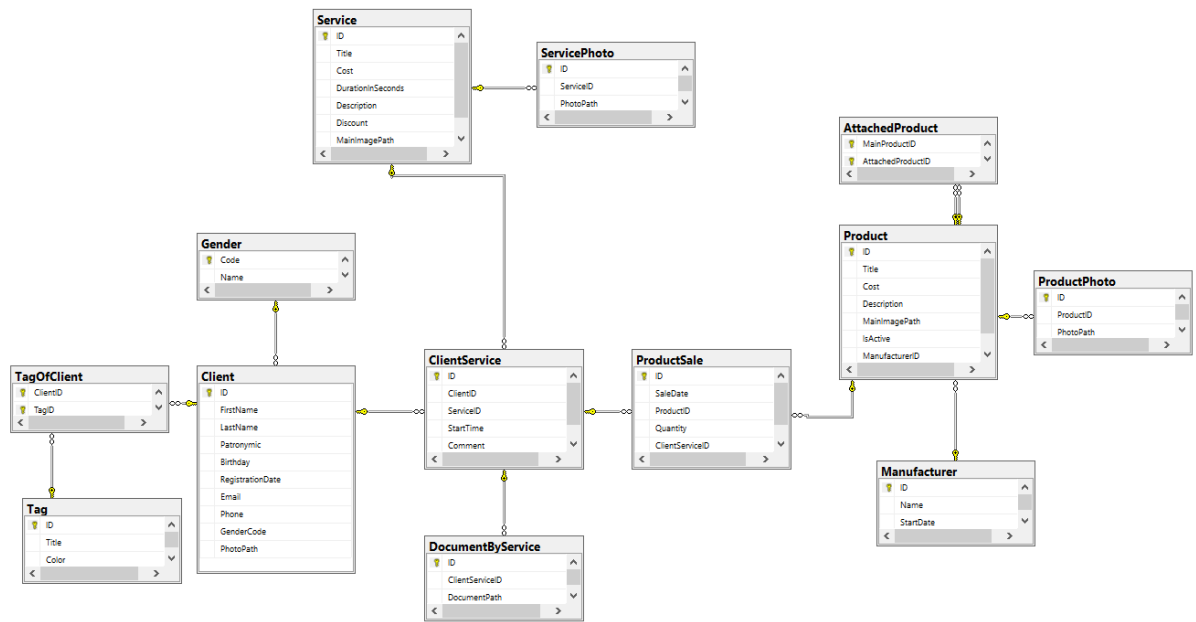 Service
ID
Title
Cost
DurationInSeconds
Description
Discount
MainImagePath
ServicePhoto
ID
ServiceID
PhotoPath
AttachedProduct
MainProductID
AttachedProductID
Gender
Code
Name
Product
ID
Title
Cost
Description
MainImagePath
IsActive
ManufacturerID
ProductPhoto
ID
ProductID
PhotoPath
TagOfClient
ClientID
TagID
Client
ID
FirstName
LastName
Patronymic
Birthday
RegistrationDate
Email
Phone
GenderCode
PhotoPath
ClientService
ID
ClientID
ServiceID
StartTime
Comment
ProductSale
ID
SaleDate
ProductID
Quantity
ClientServiceID
Manufacturer
ID
Name
StartDate
Tag
ID
Title
Color
DocumentByService
ID
ClientServiceID
DocumentPath